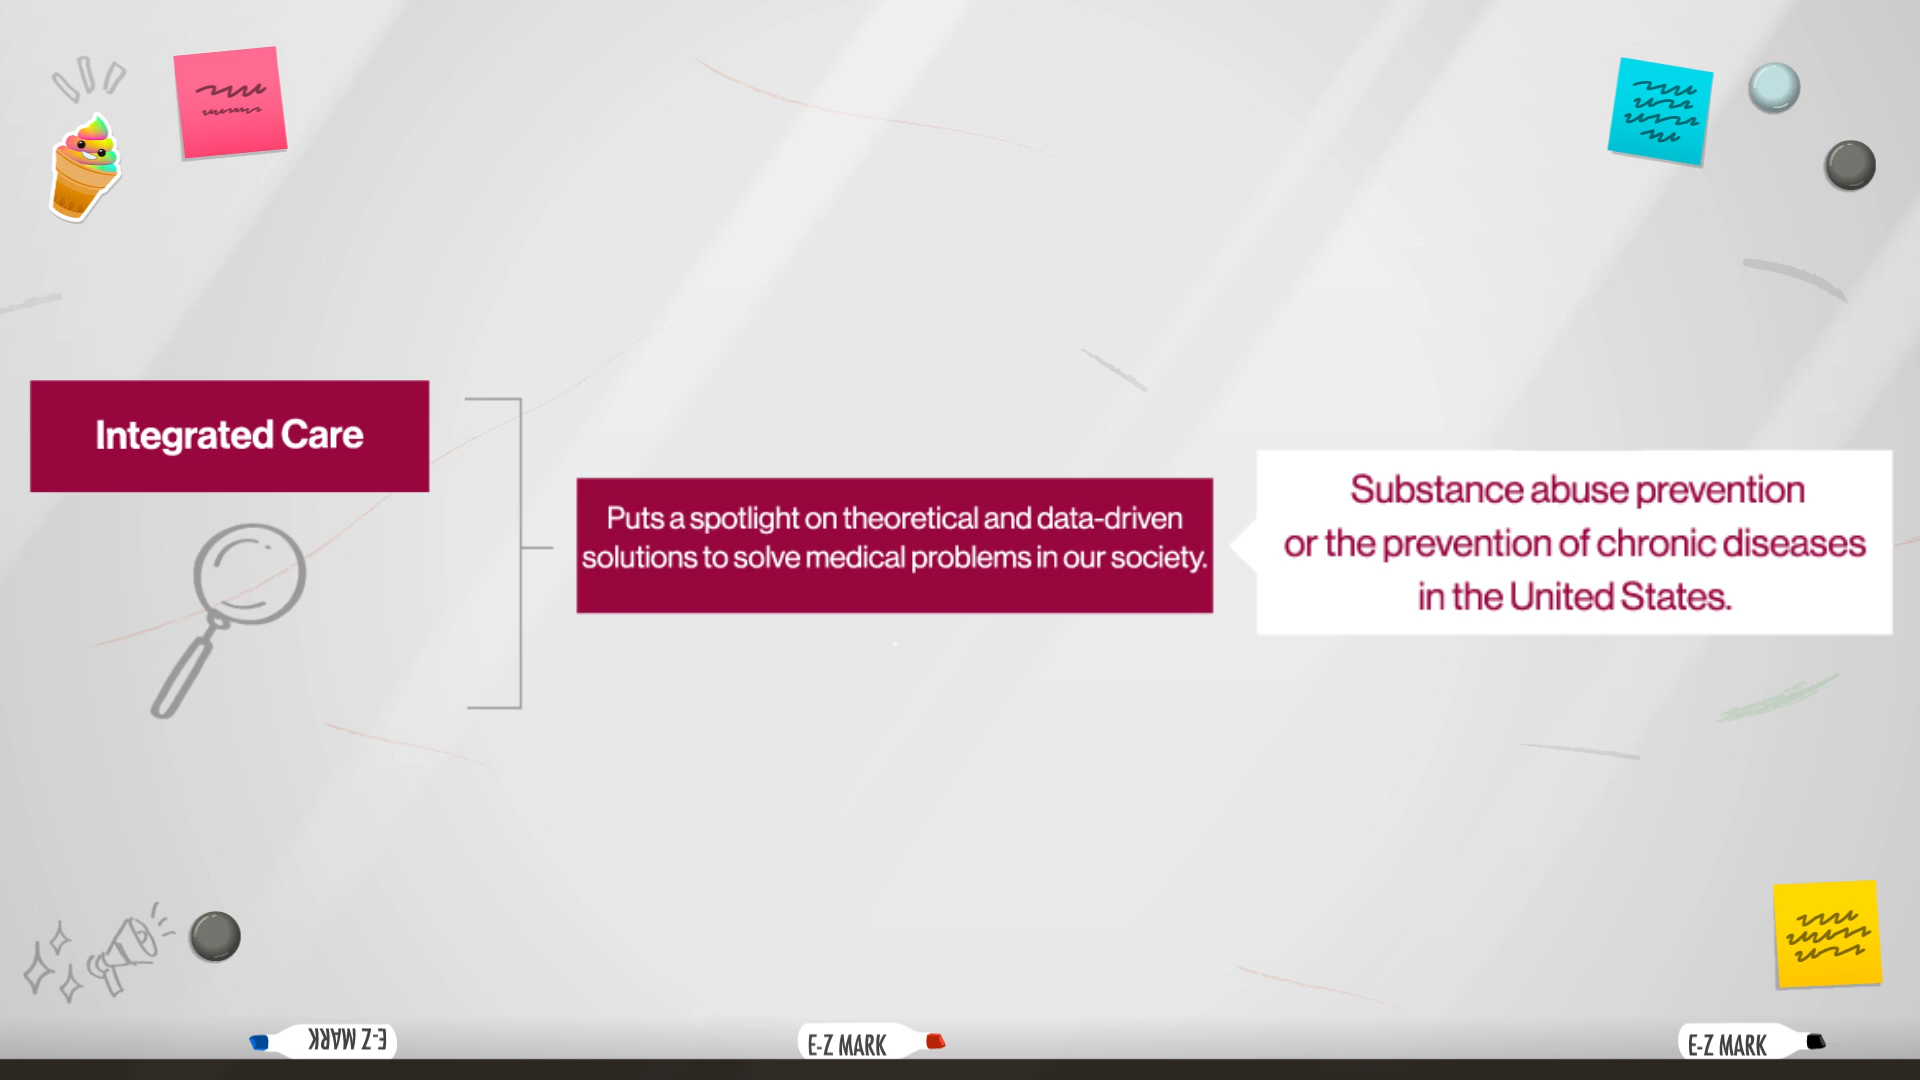 Integrated Care
Puts a spotlight on theoretical and data-driven
solutions to solve medical problems in our society.
Substance abuse prevention
or the prevention of chronic diseases
in the United States.
E-Z MARK
E-Z MARK
E-Z MARK